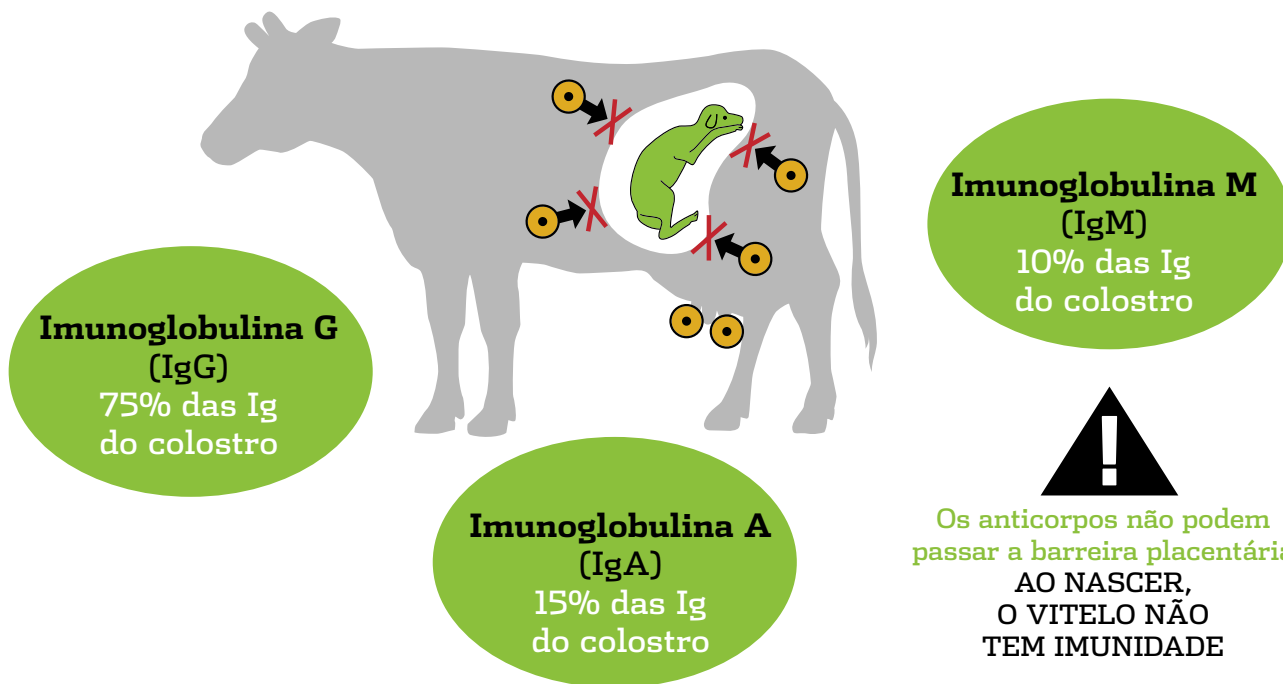 Imunoglobulina G
(IgG)
75% das Ig
do colostro
Imunoglobulina A
(IgA)
15% das Ig
do colostro
Imunoglobulina M
(IgM)
10% das Ig
do colostro
!
Os anticorpos não podem
passar a barreira placentária
AO NASCER,
O VITELO NÃO
TEM IMUNIDADE